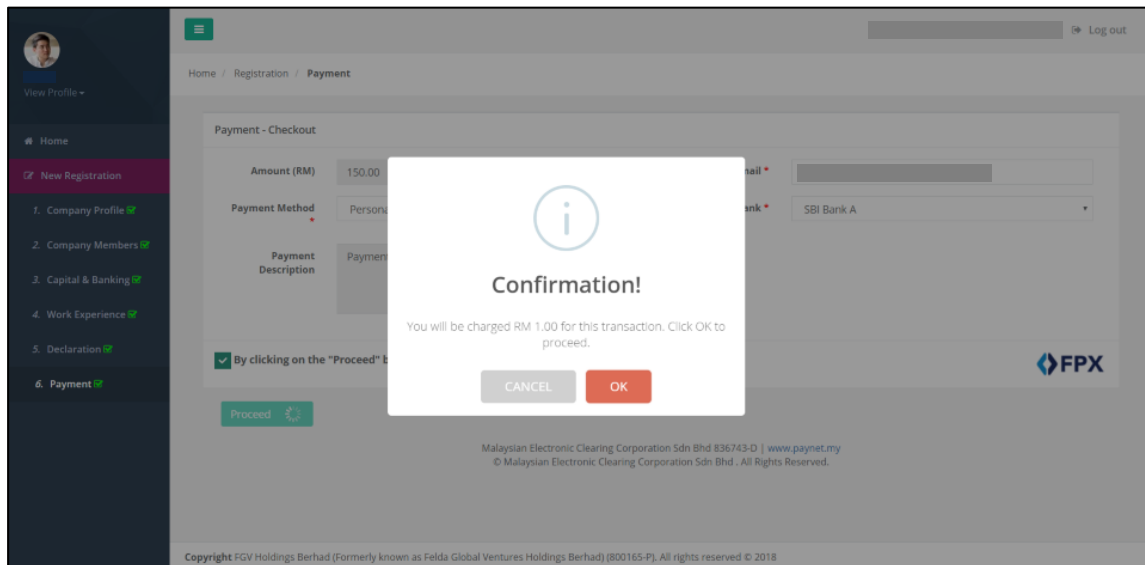 Log out
View Profile
Home / Registration / Payment
Home
New Registration
1. Company Profile
2. Company Members
3. Capital & Banking
4. Work Experience
5. Declaration
6. Payment
Payment - Checkout
Amount (RM) 150.00
SBI Bank A
Payment Method *
Payment Description
Confirmation!
You will be charged RM 1.00 for this transaction. Click OK to
proceed.
CANCEL OK
By clicking on the "Proceed"
FPX
Proceed
Malaysian Electronic Clearing Corporation Sdn Bhd 836743-D | www.paynet.my
© Malaysian Electronic Clearing Corporation Sdn Bhd . All Rights Reserved.
Copyright FGV Holdings Berhad (Formerly known as Felda Global Ventures Holdings Berhad) (800165-P). All rights reserved © 2018